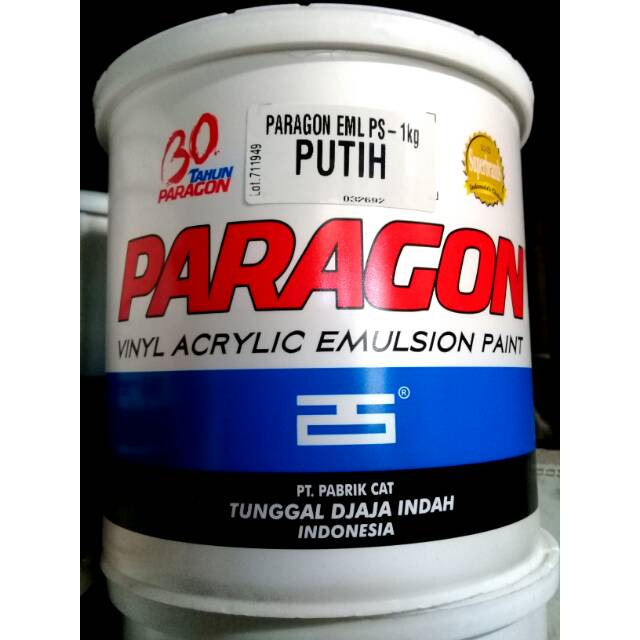 30
TAHUN
PARAGON
Lot.711949
PARAGON EML PS-1kg
PUTIH
032692
Superbrands
PARAGON
VINYL ACRYLIC EMULSION PAINT
®
PT. PABRIK CAT
TUNGGAL DJAJA INDAH
INDONESIA